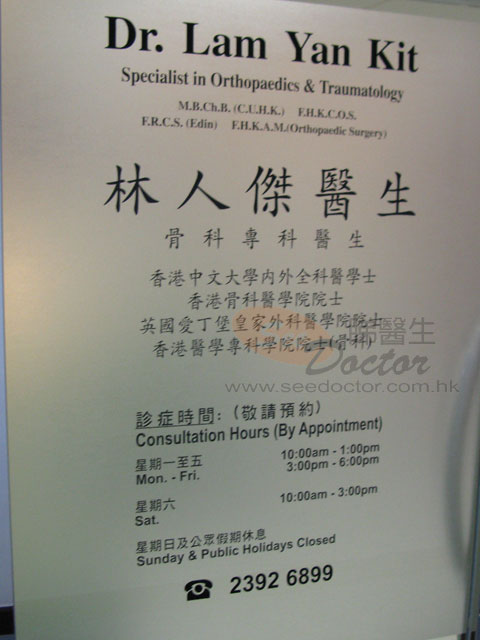 Dr. Lam Yan Kit
Specialist in Orthopaedics & Traumatology
M.B.Ch.B. (C.U.H.K.) F.H.K.C.O.S.
F.R.C.S. (Edin) F.H.K.A.M.(Orthopaedic Surgery)
林人傑醫生
骨科專科醫生
香港中文大學內外全科醫學士
香港骨科醫學院院士
英國愛丁堡皇家外科醫學院院士
香港醫學專科學院院士(骨科)
睇醫生
Doctor
www.seedoctor.com.hk
診症時間:(敬請預約)
Consultation Hours (By Appointment)
星期一至五 10:00am - 1:00pm
Mon. - Fri. 3:00pm - 6:00pm
星期六 10:00am - 3:00pm
Sat.
星期日及公眾假期休息
Sunday & Public Holidays Closed
☎ 2392 6899